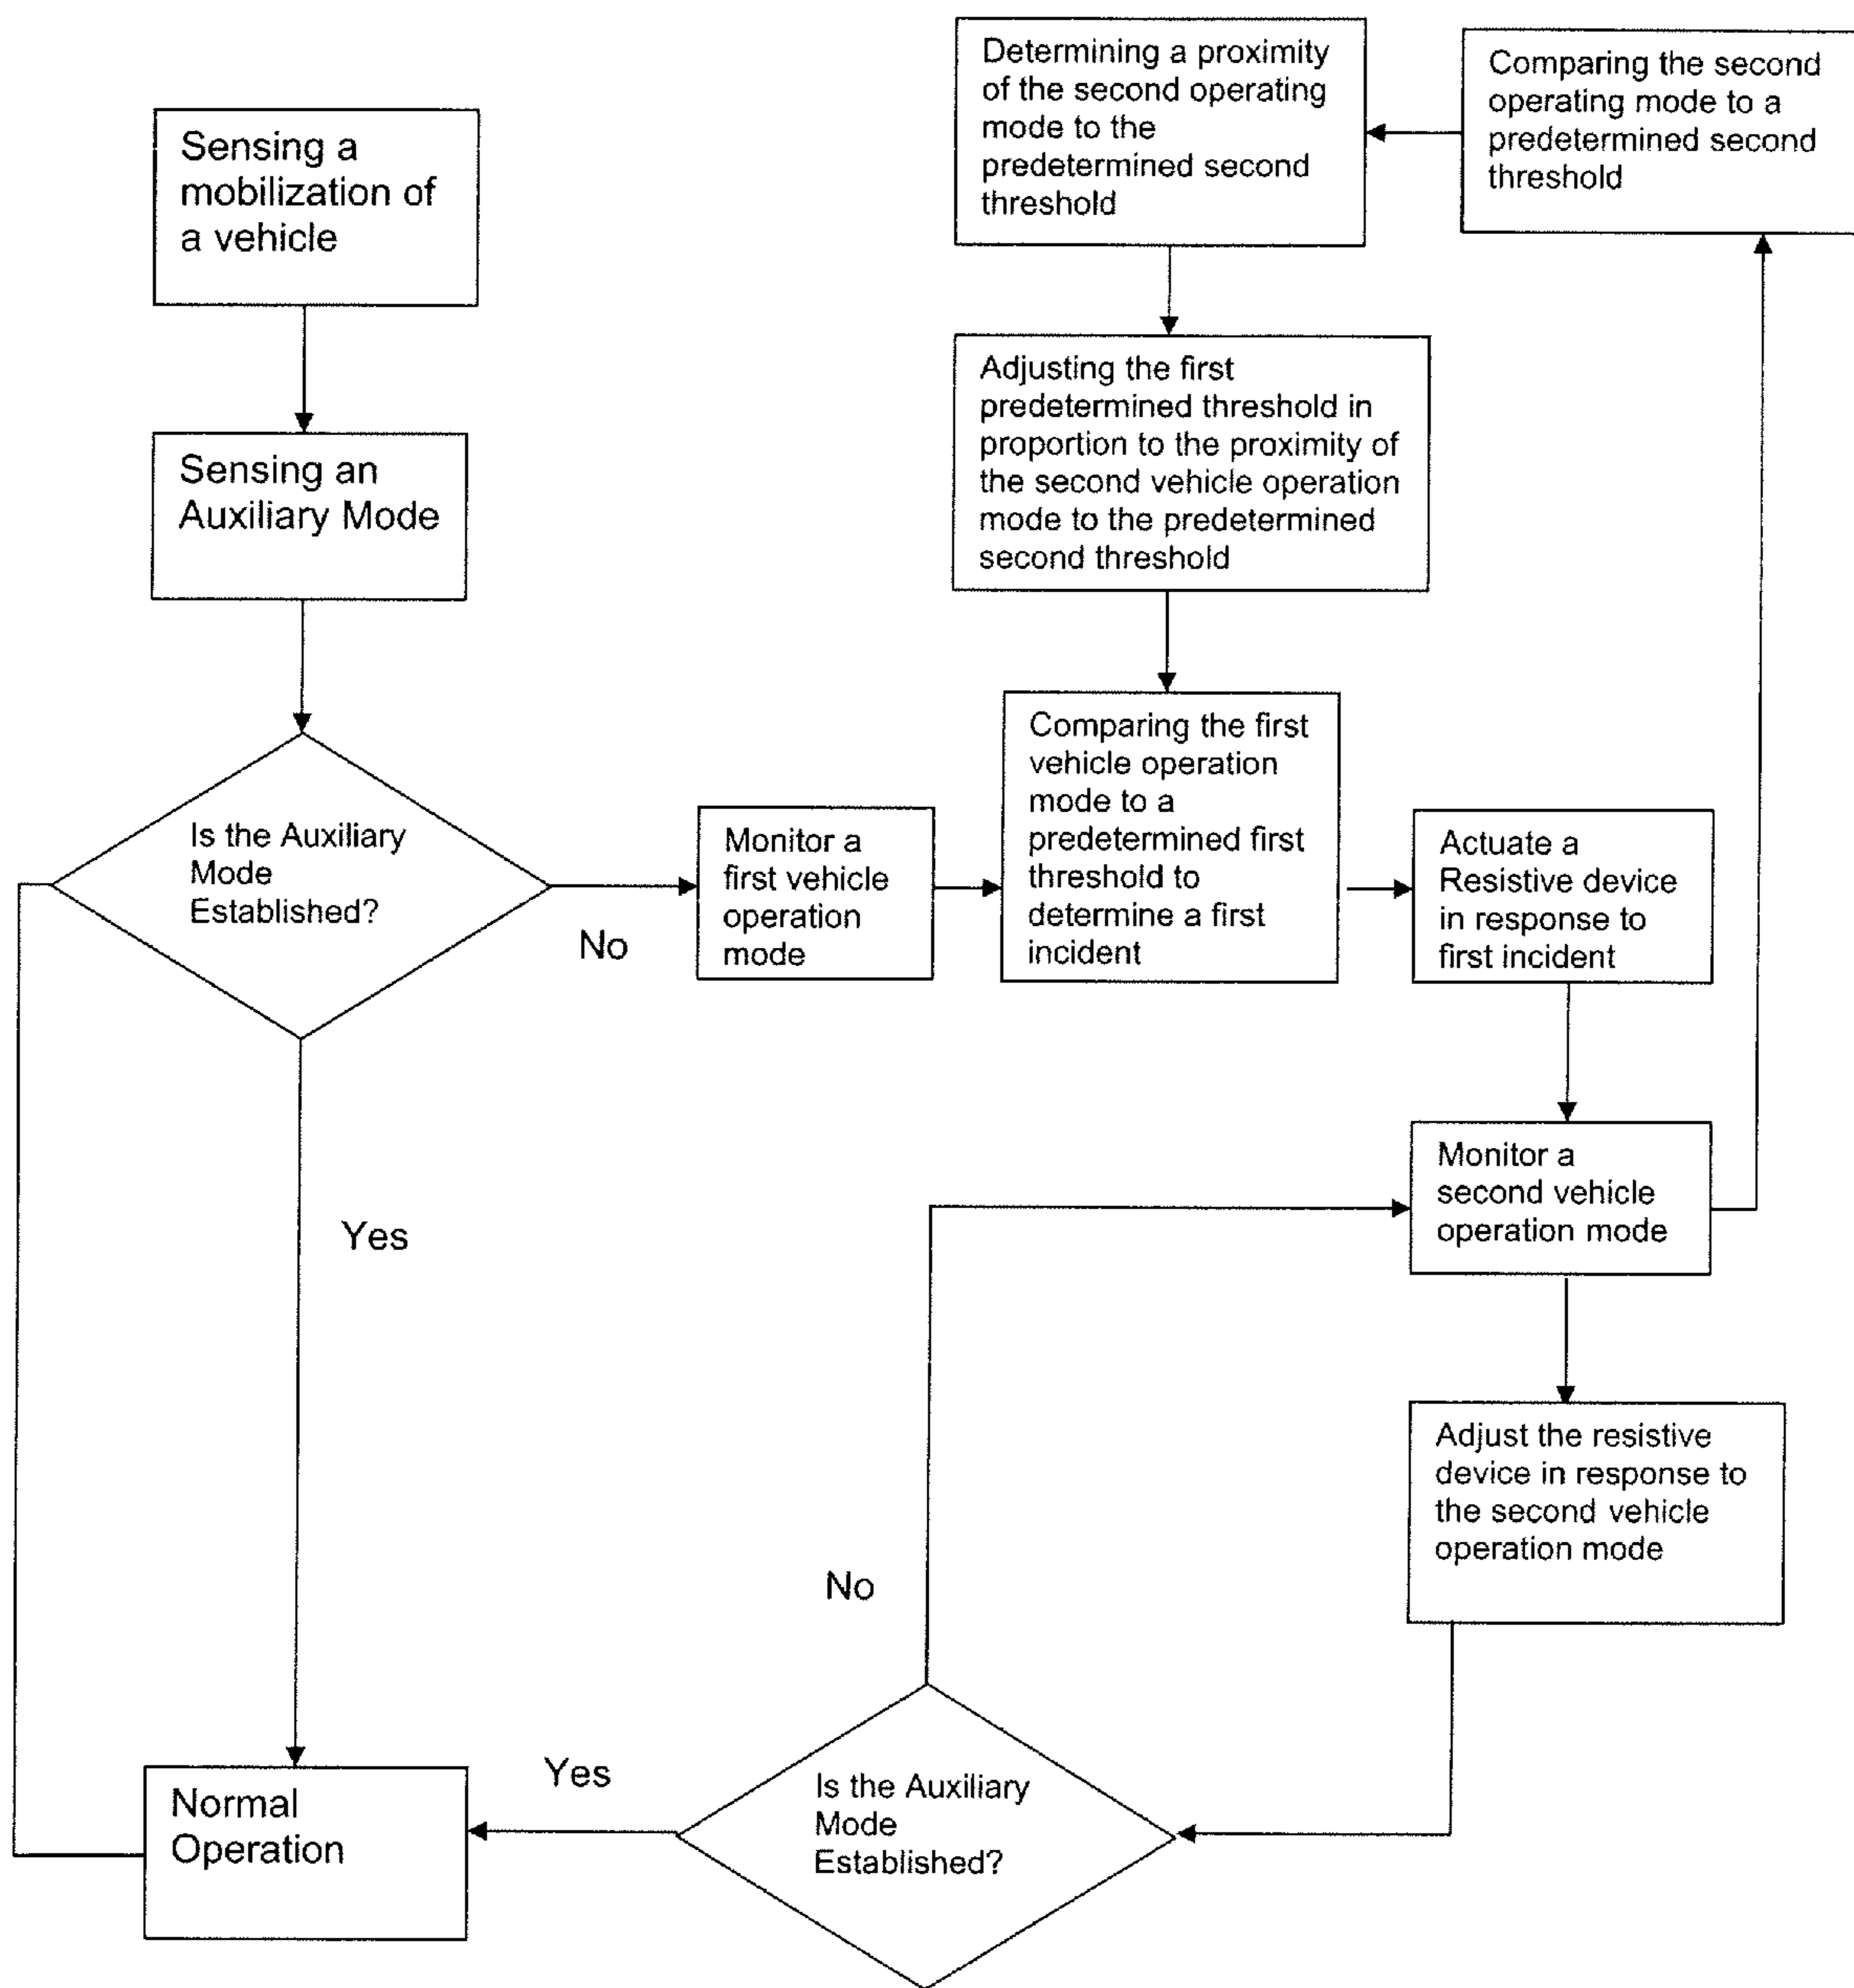 Sensing a
mobilization of
a vehicle
Sensing an
Auxiliary Mode
Is the Auxiliary
Mode
Established?
No
Yes
Monitor a
first vehicle
operation
mode
Determining a proximity
of the second operating
mode to the
predetermined second
threshold
Comparing the second
operating mode to a
predetermined second
threshold
Adjusting the first
predetermined threshold in
proportion to the proximity of
the second vehicle operation
mode to the predetermined
second threshold
Comparing the first
vehicle operation
mode to a
predetermined first
threshold to
determine a first
incident
Actuate a
Resistive device
in response to
first incident
Monitor a
second vehicle
operation mode
Adjust the resistive
device in response to
the second vehicle
operation mode
No
Is the Auxiliary
Mode
Established?
Yes
Normal
Operation